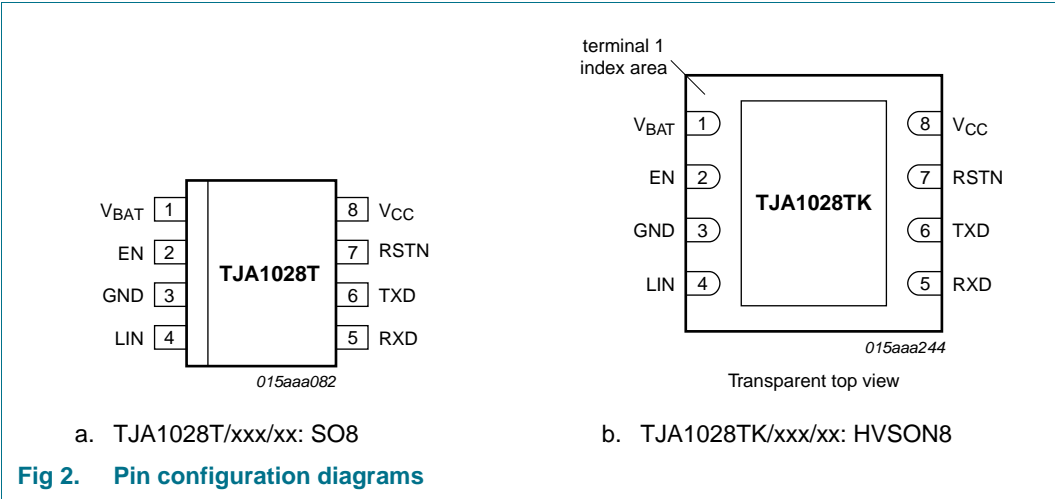 terminal 1
index area
VBAT 1
EN 2
GND 3
LIN 4
TJA1028T
8 VCC
7 RSTN
6 TXD
5 RXD
015aaa082
VBAT 1
EN 2
GND 3
LIN 4
TJA1028TK
8 VCC
7 RSTN
6 TXD
5 RXD
015aaa244
Transparent top view
a. TJA1028T/xxx/xx: SO8
b. TJA1028TK/xxx/xx: HVSON8
Fig 2. Pin configuration diagrams